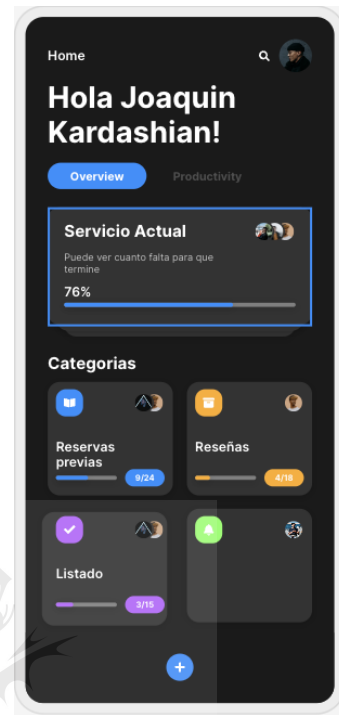 Home
Hola Joaquin
Kardashian!
Overview
Productivity
Servicio Actual
Puede ver cuanto falta para que
termine
76%
Categorias
Reservas
previas
9/24
Reseñas
4/18
Listado
3/15